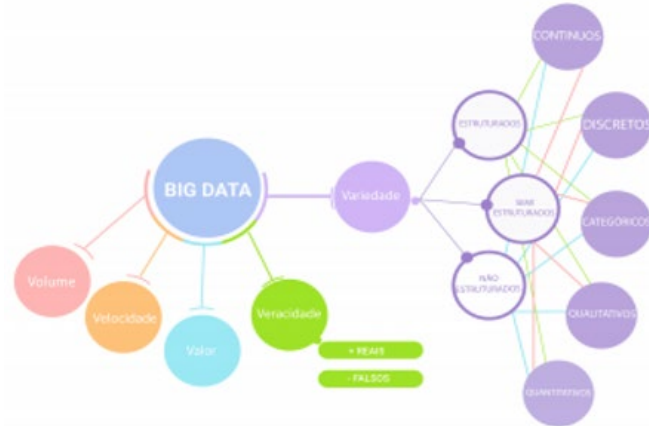 CONTINUOS
ESTRUTURADOS
DISCRETOS
BIG DATA
Variedade
SEMI
ESTRUTURADOS
CATEGÓRICOS
Volume
Velocidade
Valor
Veracidade
NÃO
ESTRUTURADOS
QUALITATIVOS
+ REAIS
- FALSOS
QUANTITATIVOS